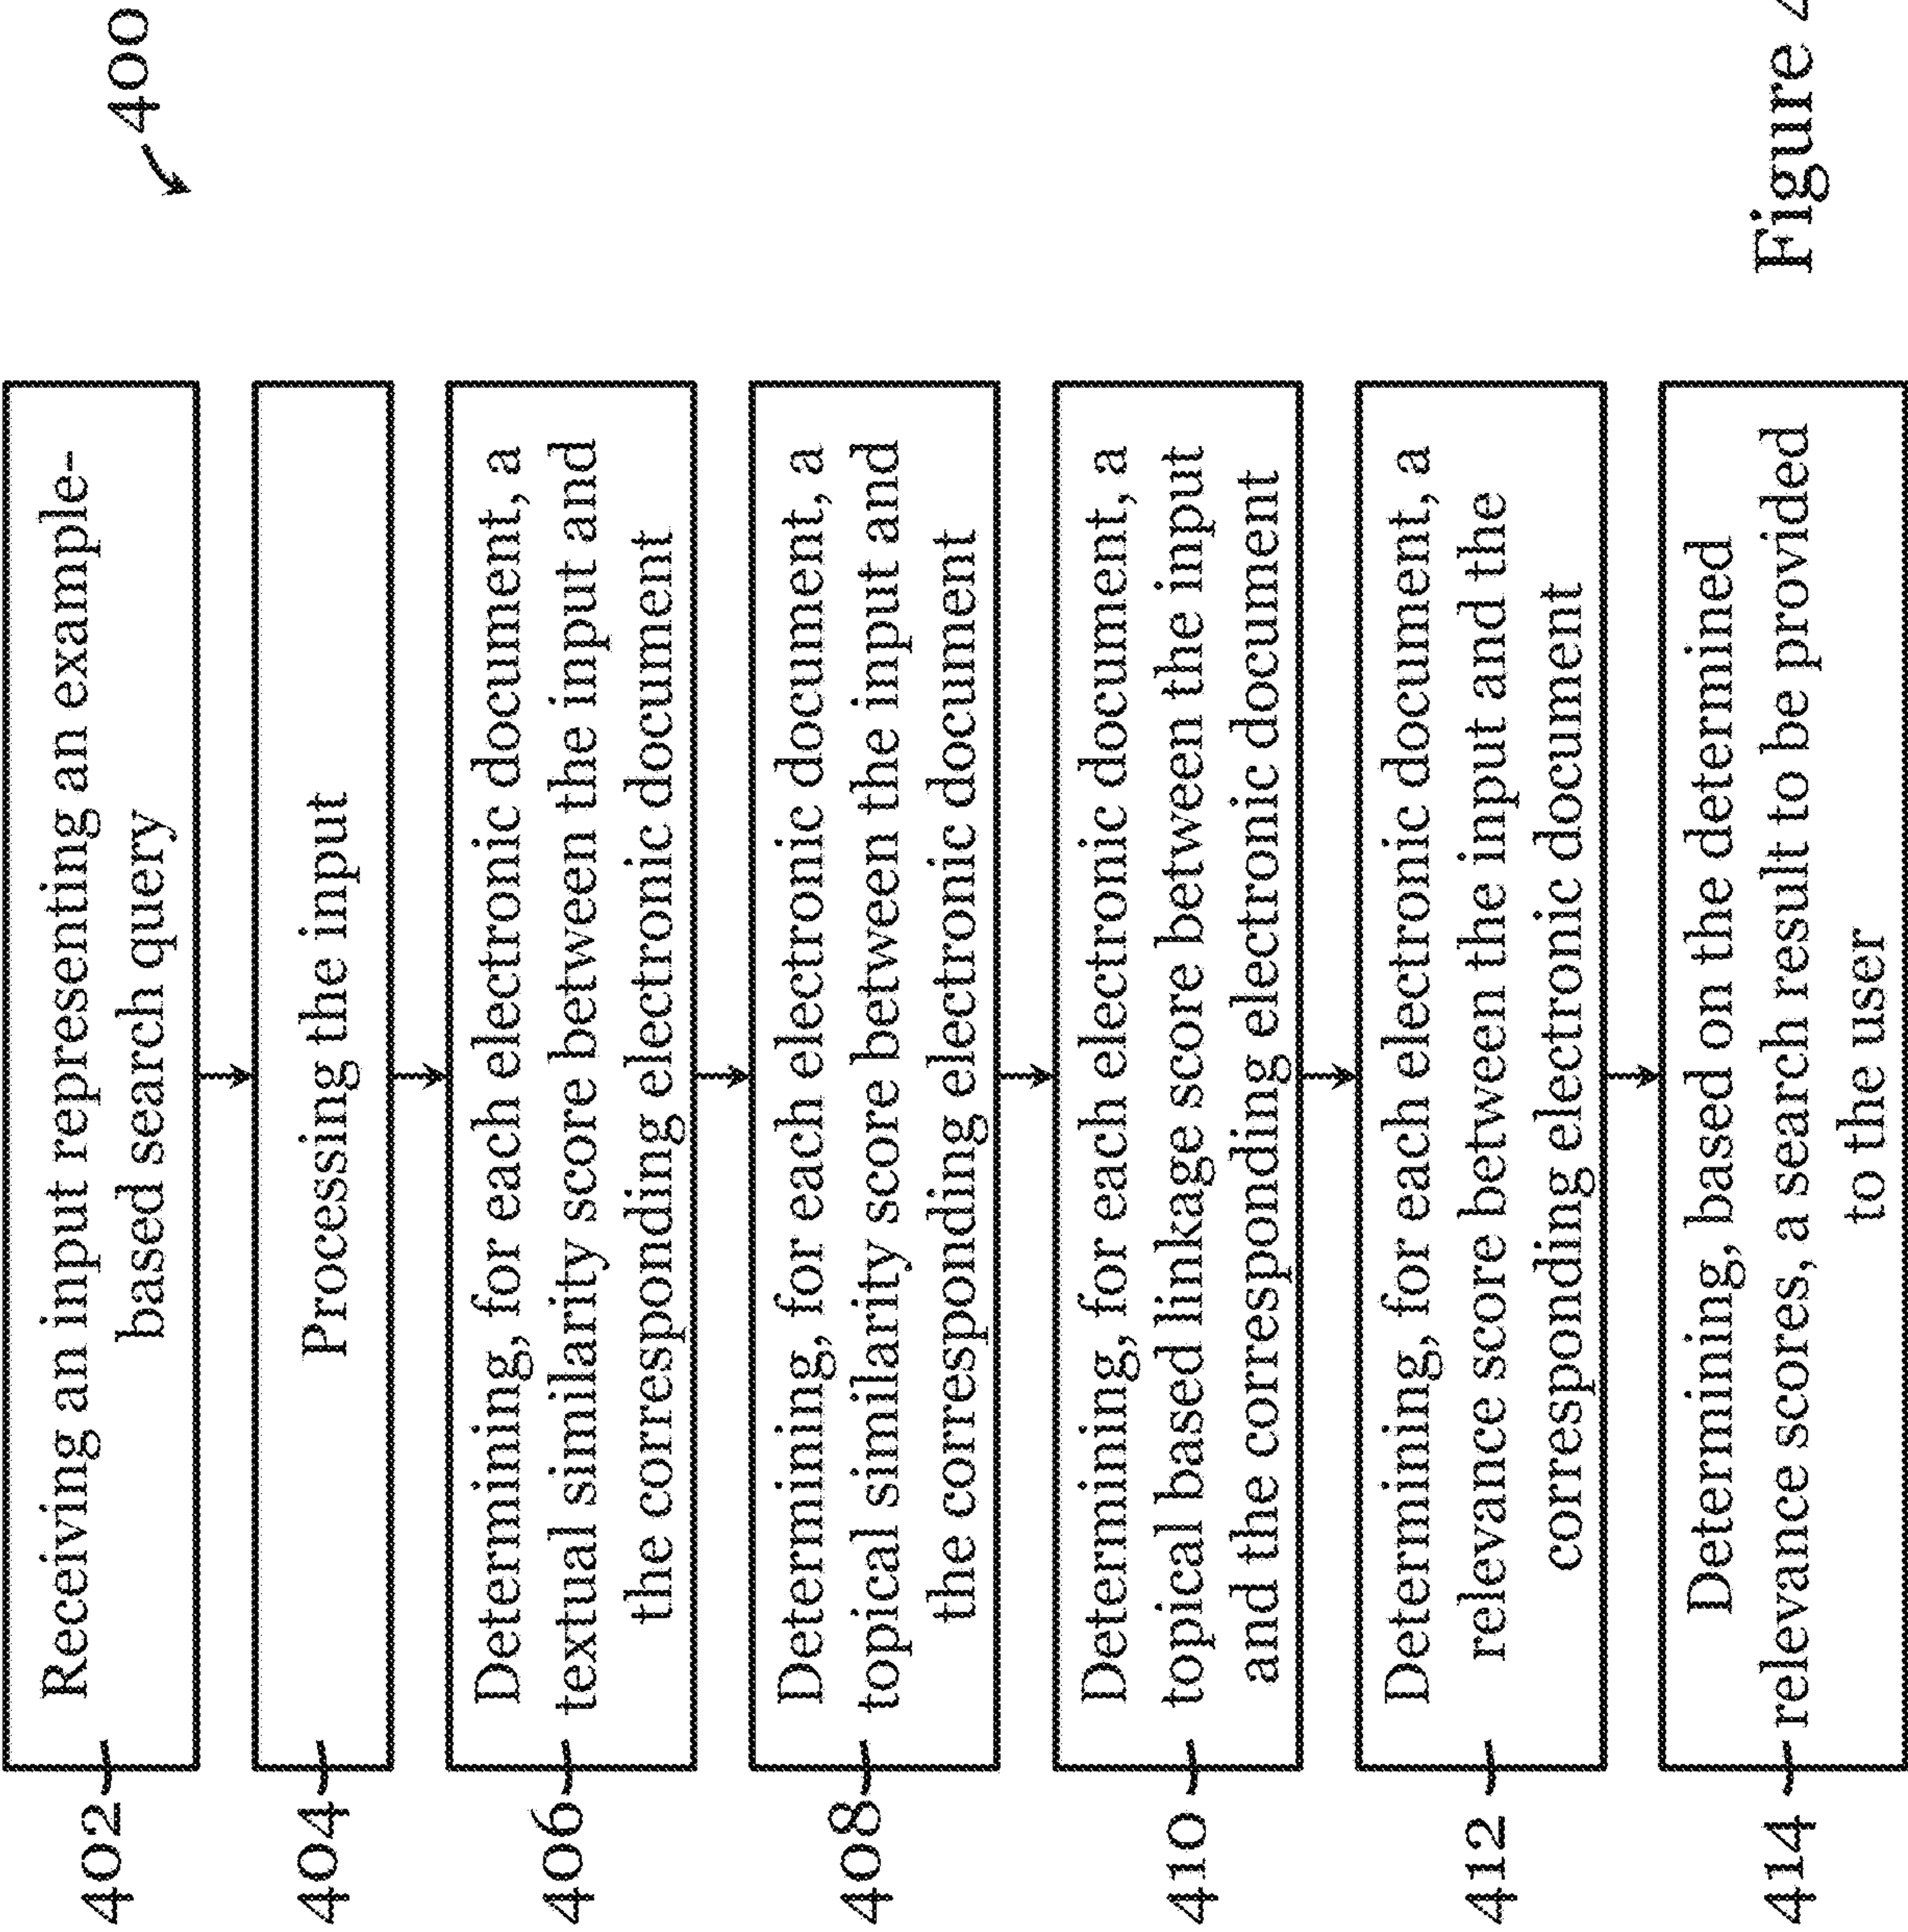 400
402
Receiving an input representing an example-
based search query
404
Processing the input
406
Determining, for each electronic document, a
textual similarity score between the input and
the corresponding electronic document
408
Determining, for each electronic document, a
topical similarity score between the input and
the corresponding electronic document
410
Determining, for each electronic document, a
topical based linkage score between the input
and the corresponding electronic document
412
Determining, for each electronic document, a
relevance score between the input and the
corresponding electronic document
414
Determining, based on the determined
relevance scores, a search result to be provided
to the user
Figure 4